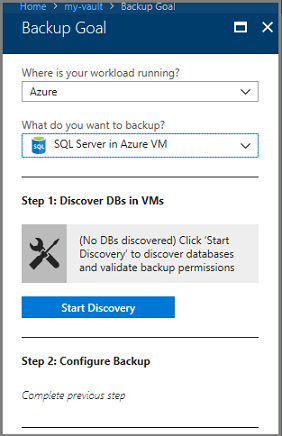 Home > my-vault > Backup Goal
Backup Goal
Where is your workload running?
Azure
What do you want to backup?
SQL SQL Server in Azure VM
Step 1: Discover DBs in VMs
(No DBs discovered) Click 'Start
Discovery' to discover databases
and validate backup permissions
Start Discovery
Step 2: Configure Backup
Complete previous step